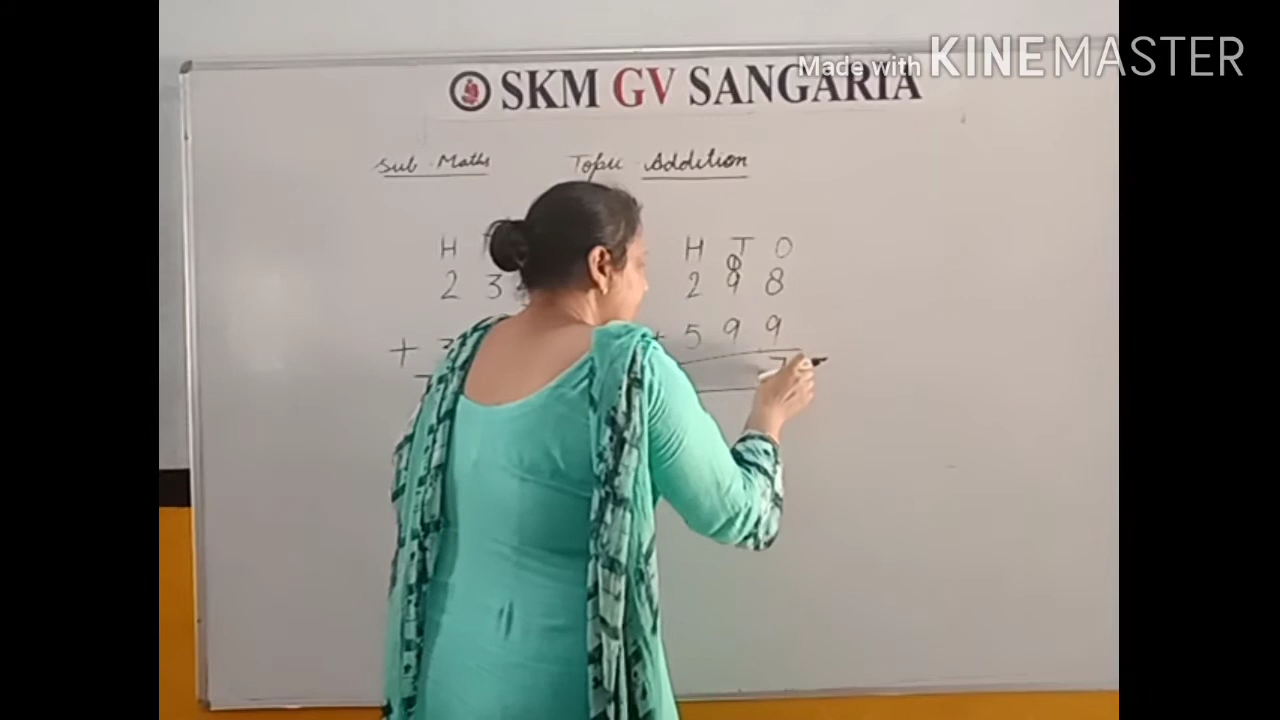 Made with KINEMASTER
SKM GV SANGARIA
Sub - Maths Topic - Addition
H H T O
2 3 2 9 8
+ 5 9 9
7